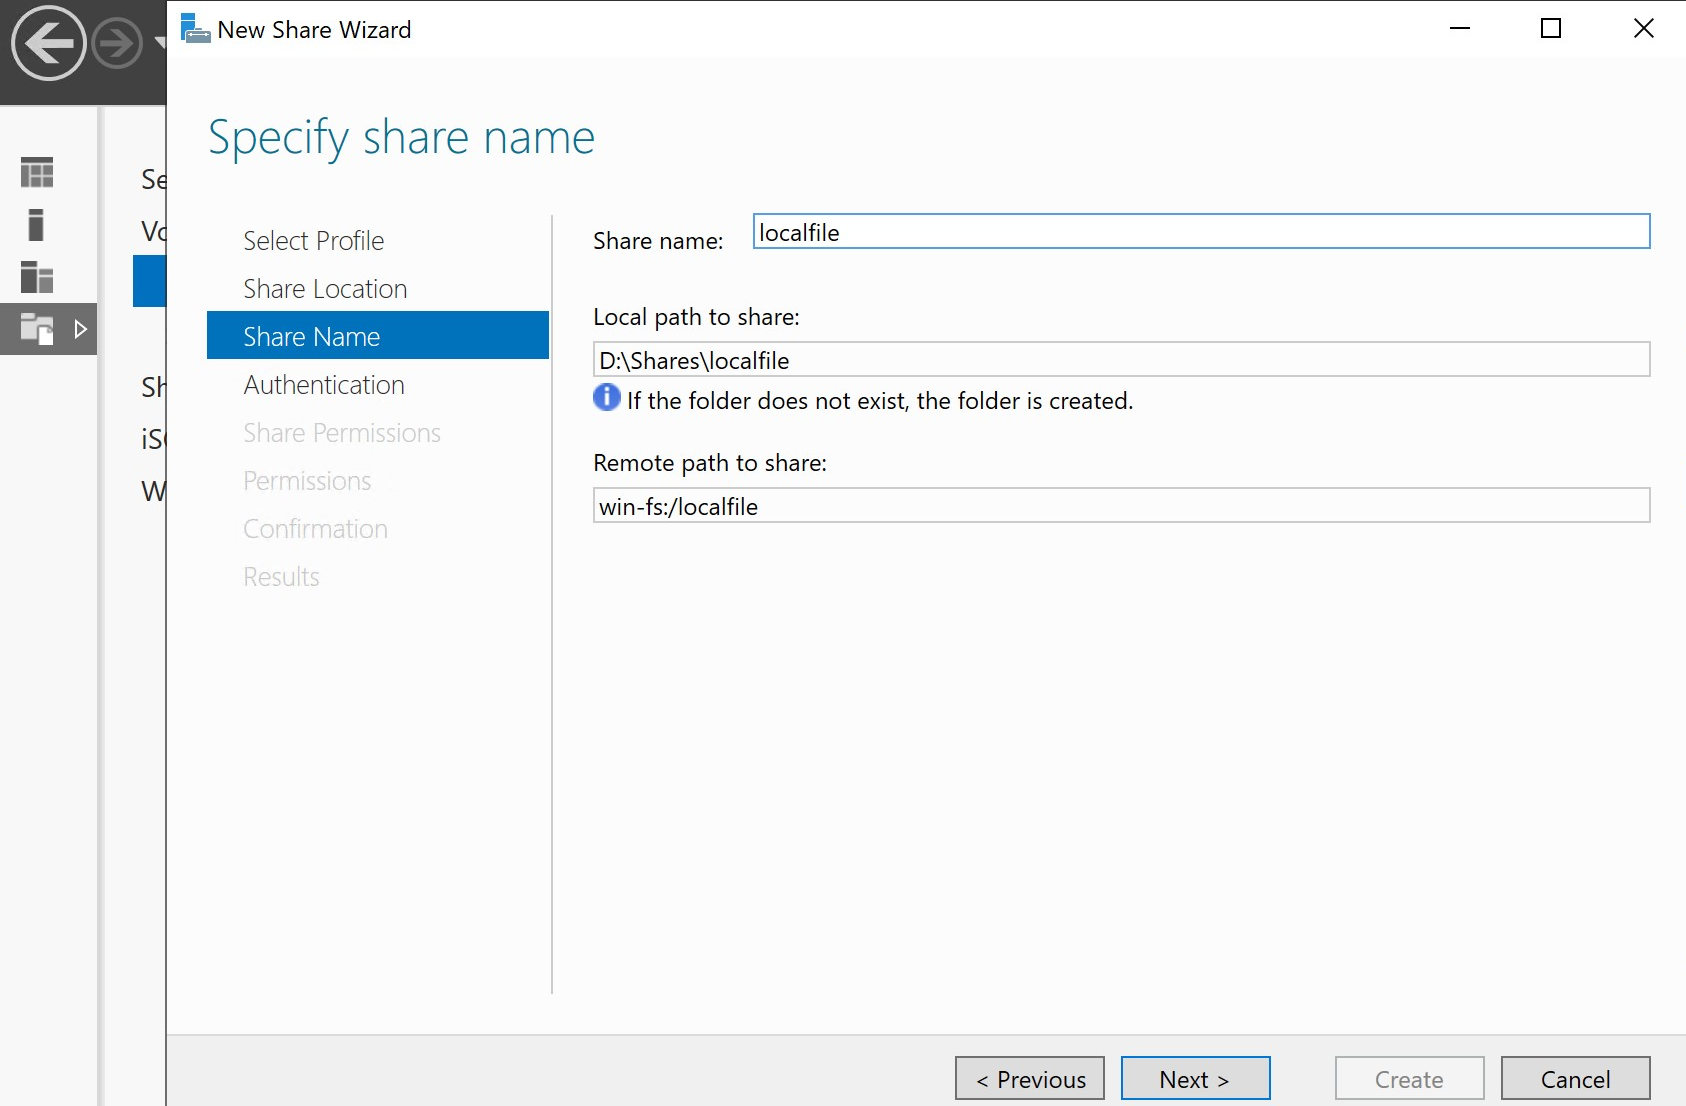 New Share Wizard
Specify share name
Se
Vo
Sh
iS
W
Select Profile
Share Location
Share Name
Authentication
Share Permissions
Permissions
Confirmation
Results
Share name:
localfile
Local path to share:
D:\Shares\localfile
If the folder does not exist, the folder is created.
Remote path to share:
win-fs:/localfile
< Previous
Next >
Create
Cancel